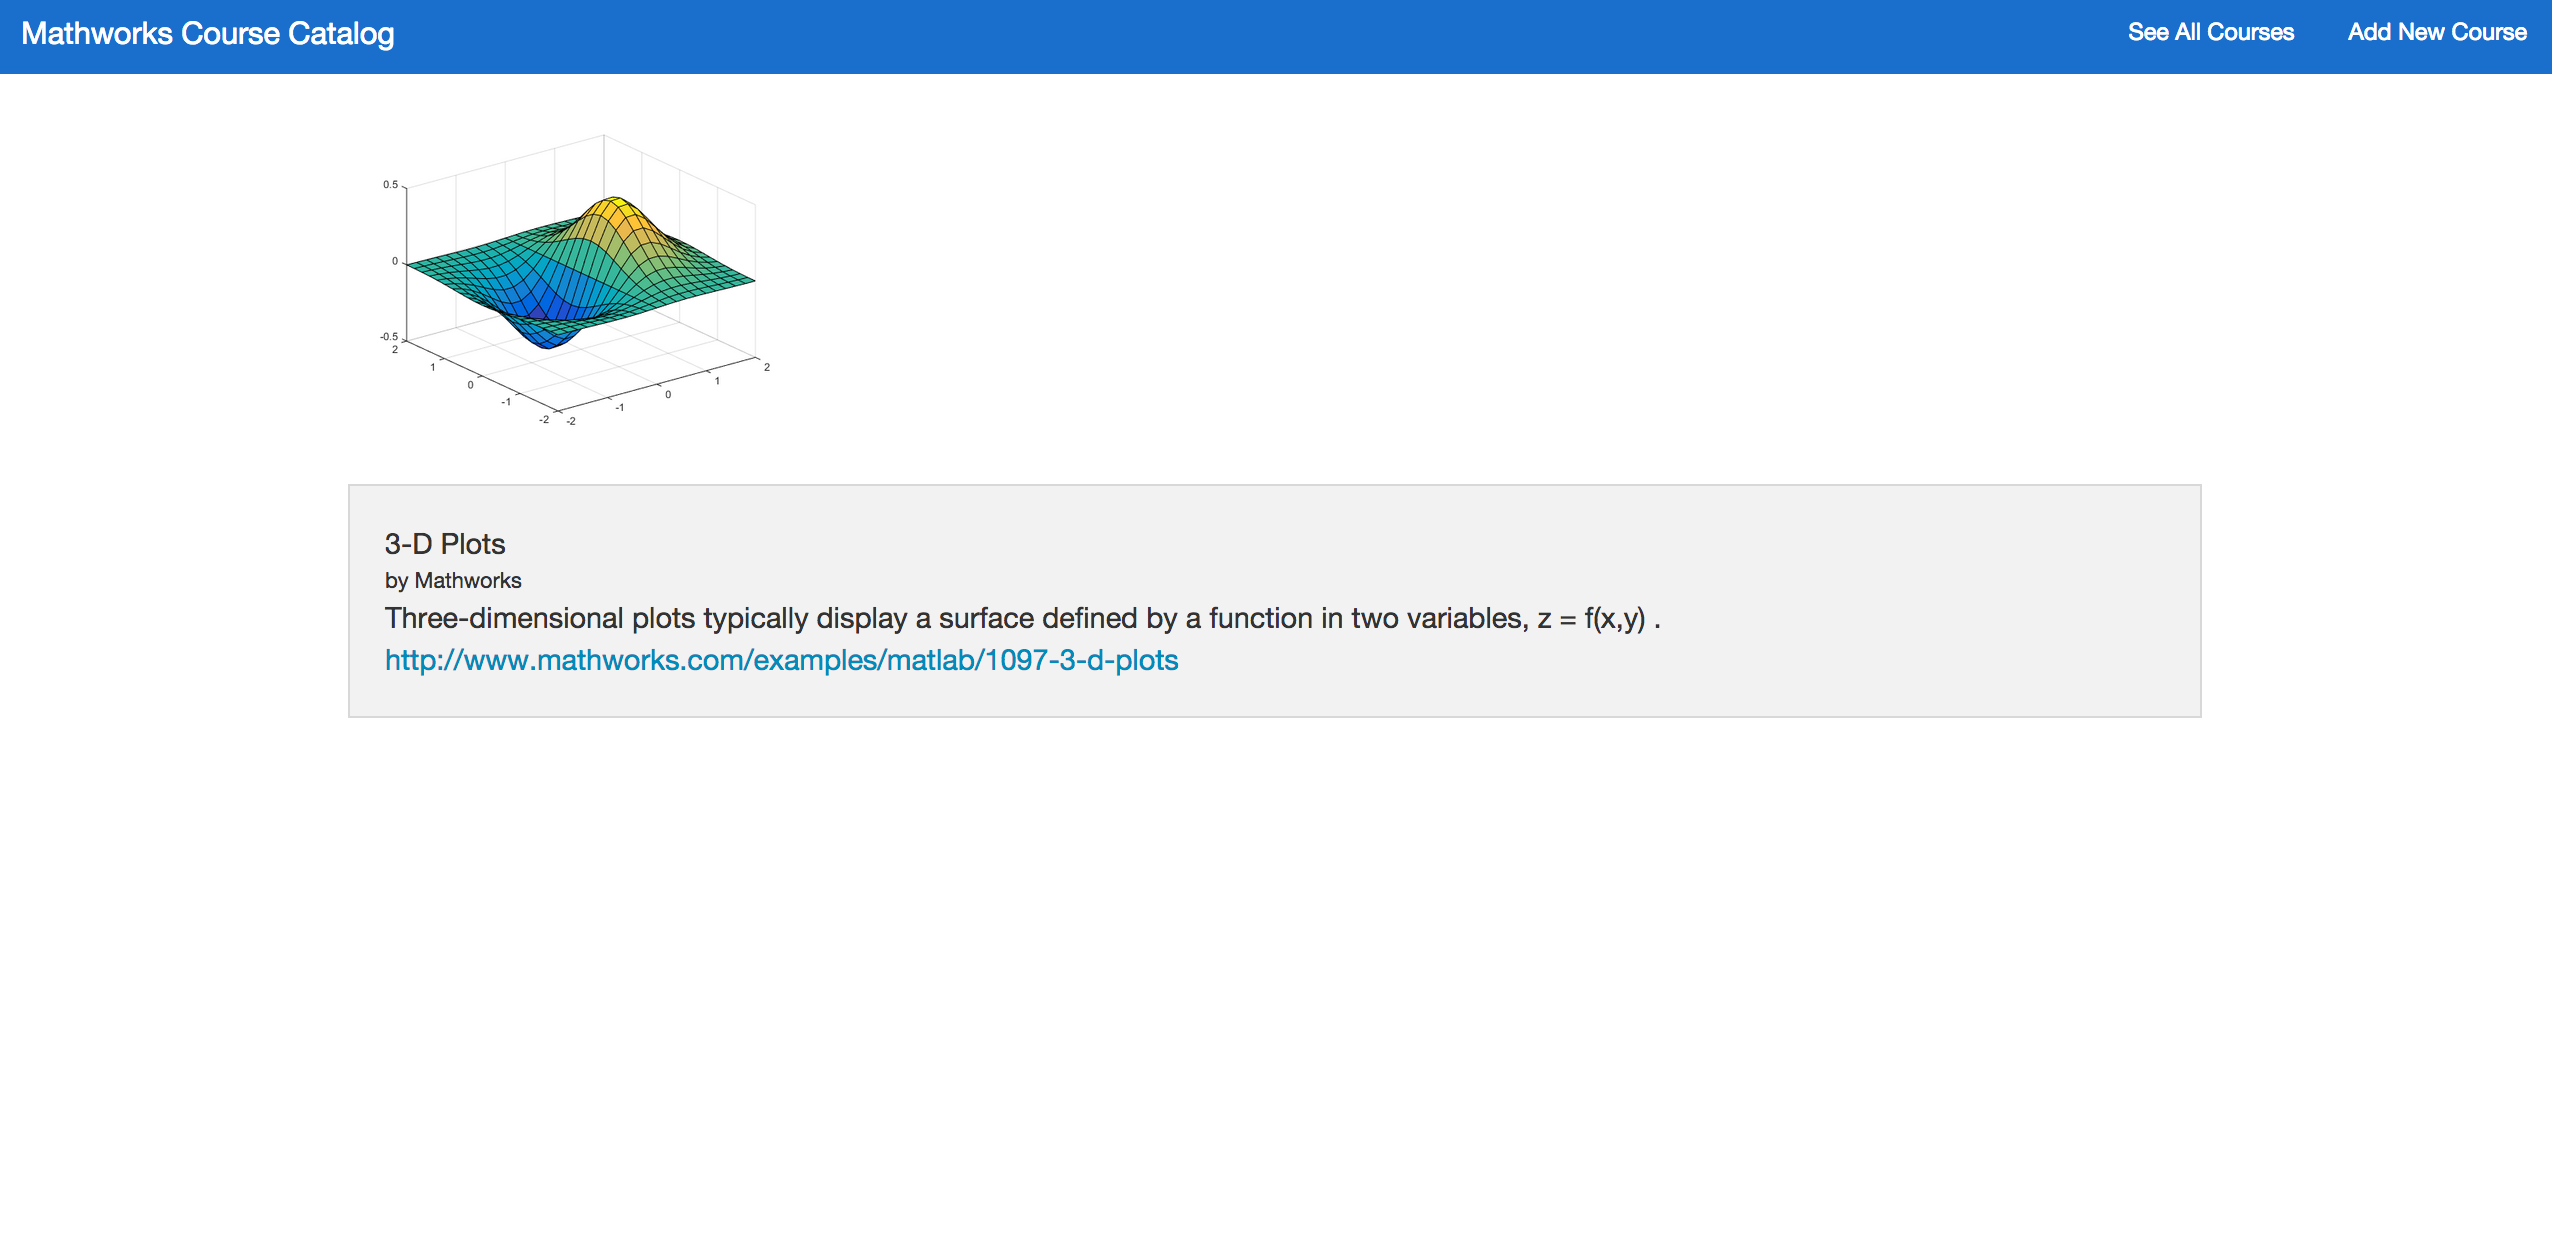 Mathworks Course Catalog
See All Courses
Add New Course
0.5
0
-0.5
2
1
0
-1
-2
-2
-1
0
1
2
3-D Plots
by Mathworks
Three-dimensional plots typically display a surface defined by a function in two variables, z = f(x,y) .
http://www.mathworks.com/examples/matlab/1097-3-d-plots